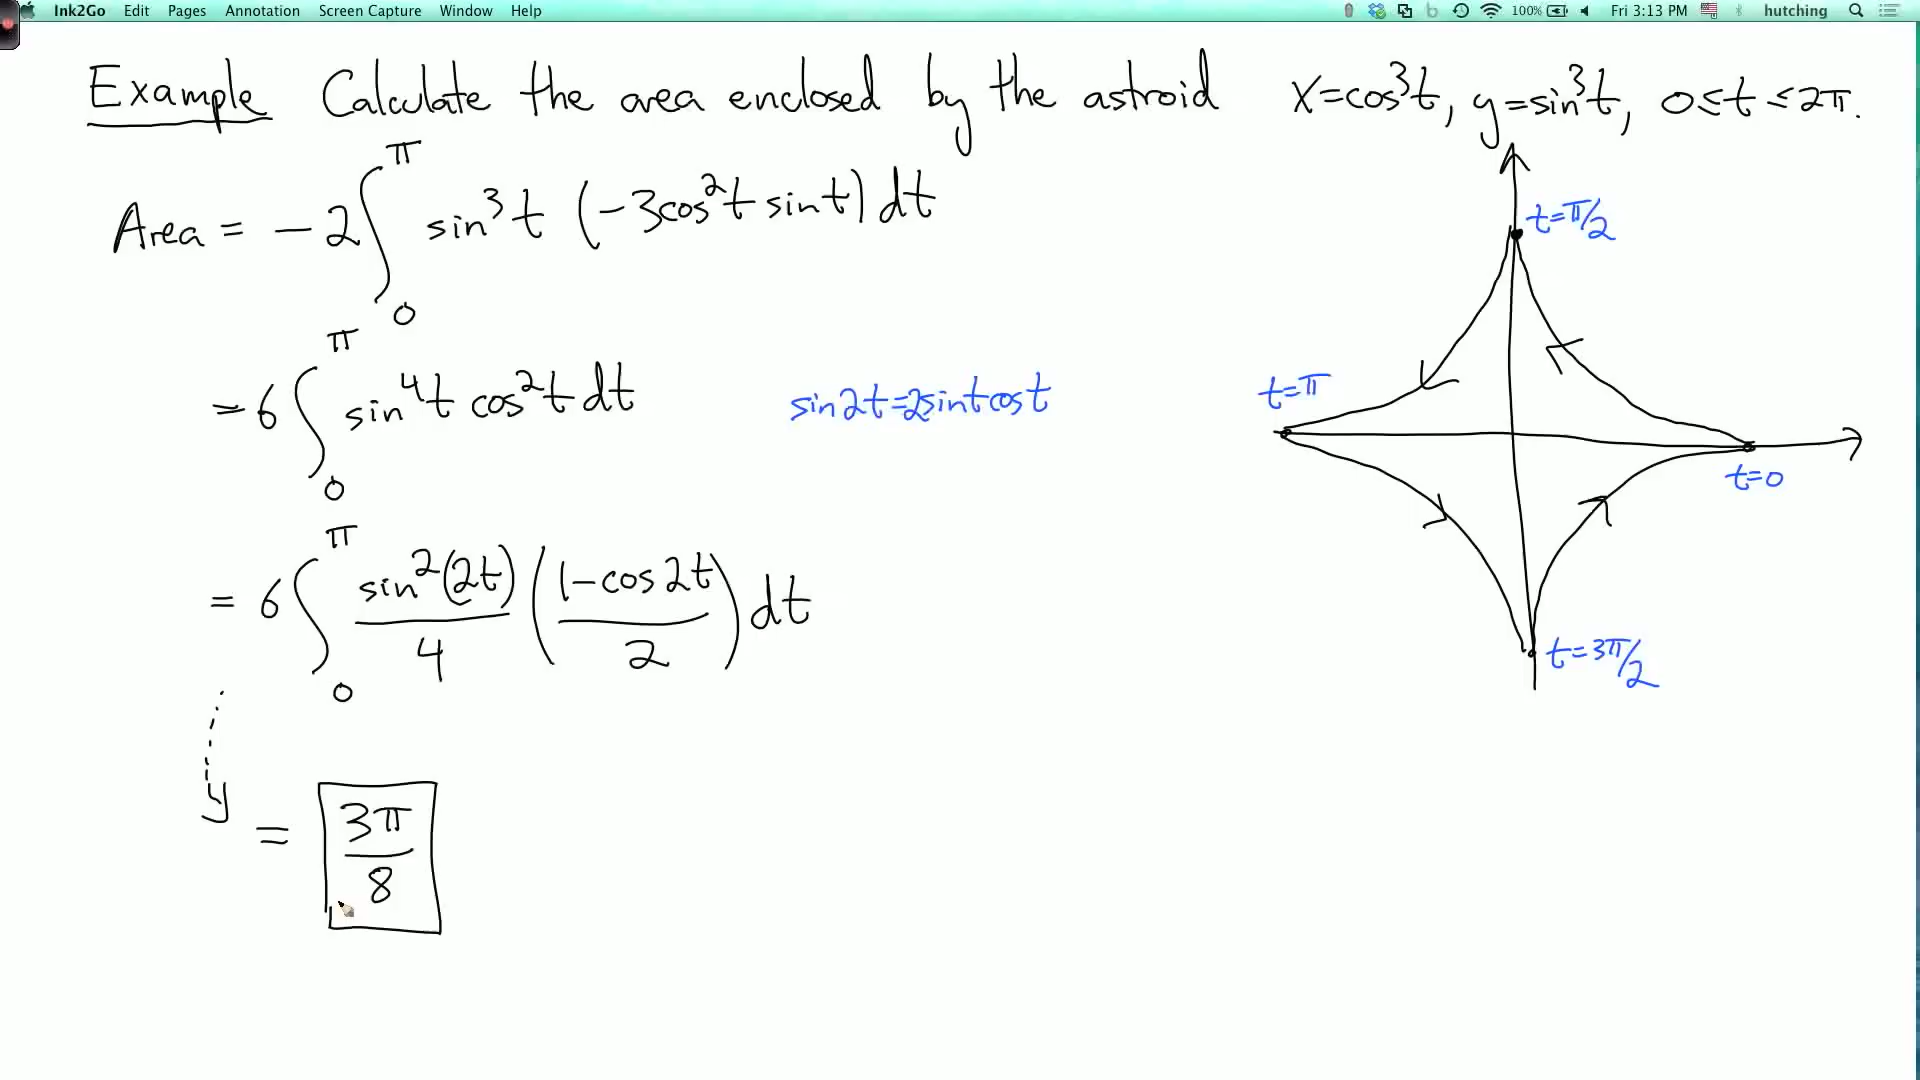 Ink2Go Edit Pages Annotation Screen Capture Window Help 100% Fri 3:13 PM hutching
Example Calculate the area enclosed by the astroid x=cos³t, y=sin³t, 0≤t≤2π.
Area = -2∫₀^π sin³t (-3cos²t sint) dt
t=π/2
= 6∫₀^π sin⁴t cos²t dt
sin2t=2sintcost
t=π
t=0
= 6∫₀^π sin²(2t)/4 ((1-cos2t)/2) dt
t=3π/2
= 3π/8